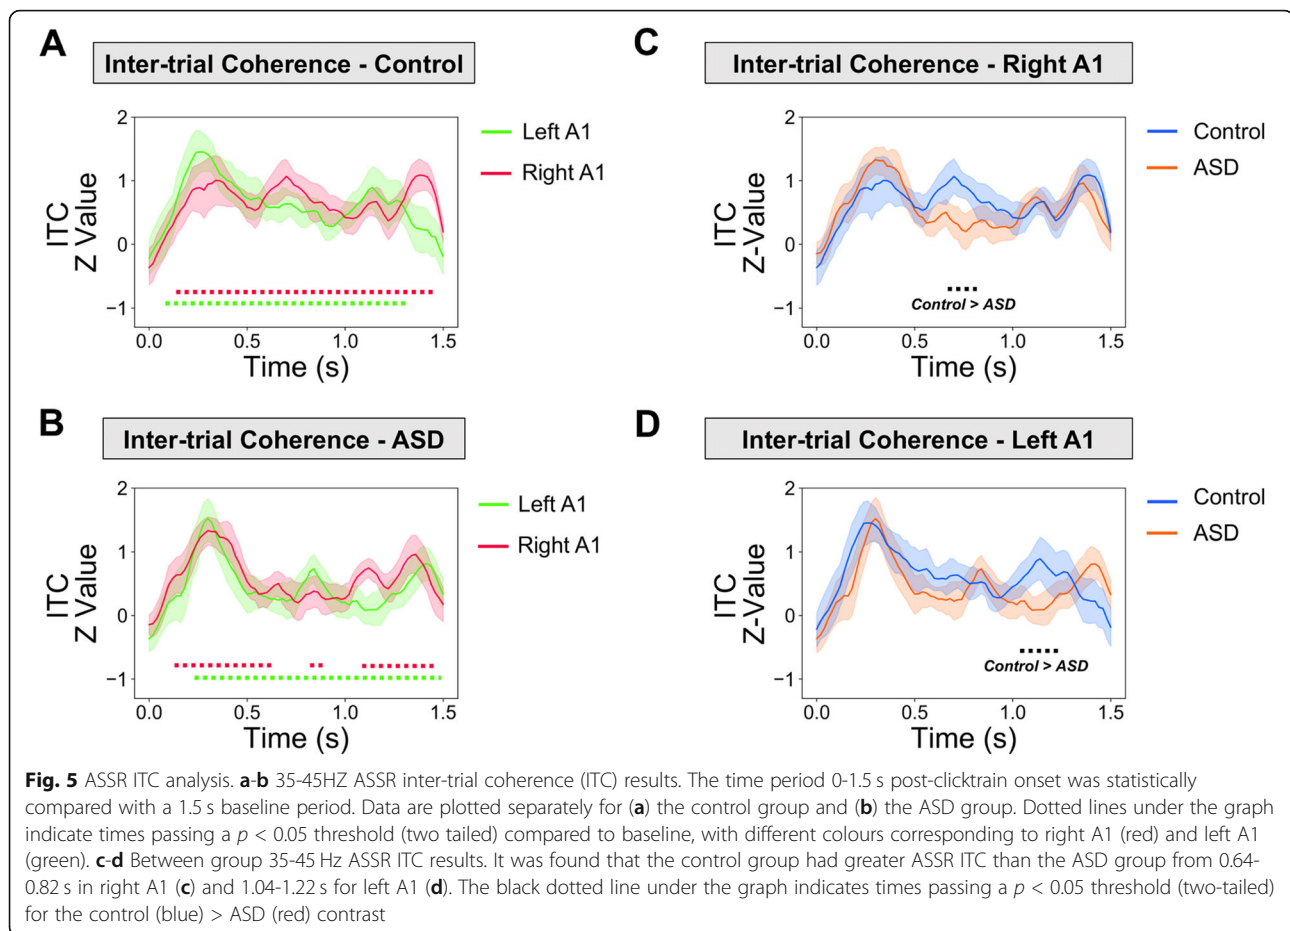 A
Inter-trial Coherence - Control
2
1
0
−1
ITC
Z Value
0.0 0.5 1.0 1.5
Time (s)
Left A1
Right A1
C
Inter-trial Coherence - Right A1
2
1
0
−1
ITC
Z-Value
Control > ASD
0.0 0.5 1.0 1.5
Time (s)
Control
ASD
B
Inter-trial Coherence - ASD
2
1
0
−1
ITC
Z Value
0.0 0.5 1.0 1.5
Time (s)
Left A1
Right A1
D
Inter-trial Coherence - Left A1
2
1
0
−1
ITC
Z-Value
Control > ASD
0.0 0.5 1.0 1.5
Time (s)
Control
ASD
Fig. 5 ASSR ITC analysis. a-b 35-45HZ ASSR inter-trial coherence (ITC) results. The time period 0-1.5 s post-clicktrain onset was statistically
compared with a 1.5 s baseline period. Data are plotted separately for (a) the control group and (b) the ASD group. Dotted lines under the graph
indicate times passing a p < 0.05 threshold (two tailed) compared to baseline, with different colours corresponding to right A1 (red) and left A1
(green). c-d Between group 35-45 Hz ASSR ITC results. It was found that the control group had greater ASSR ITC than the ASD group from 0.64-
0.82 s in right A1 (c) and 1.04-1.22 s for left A1 (d). The black dotted line under the graph indicates times passing a p < 0.05 threshold (two-tailed)
for the control (blue) > ASD (red) contrast